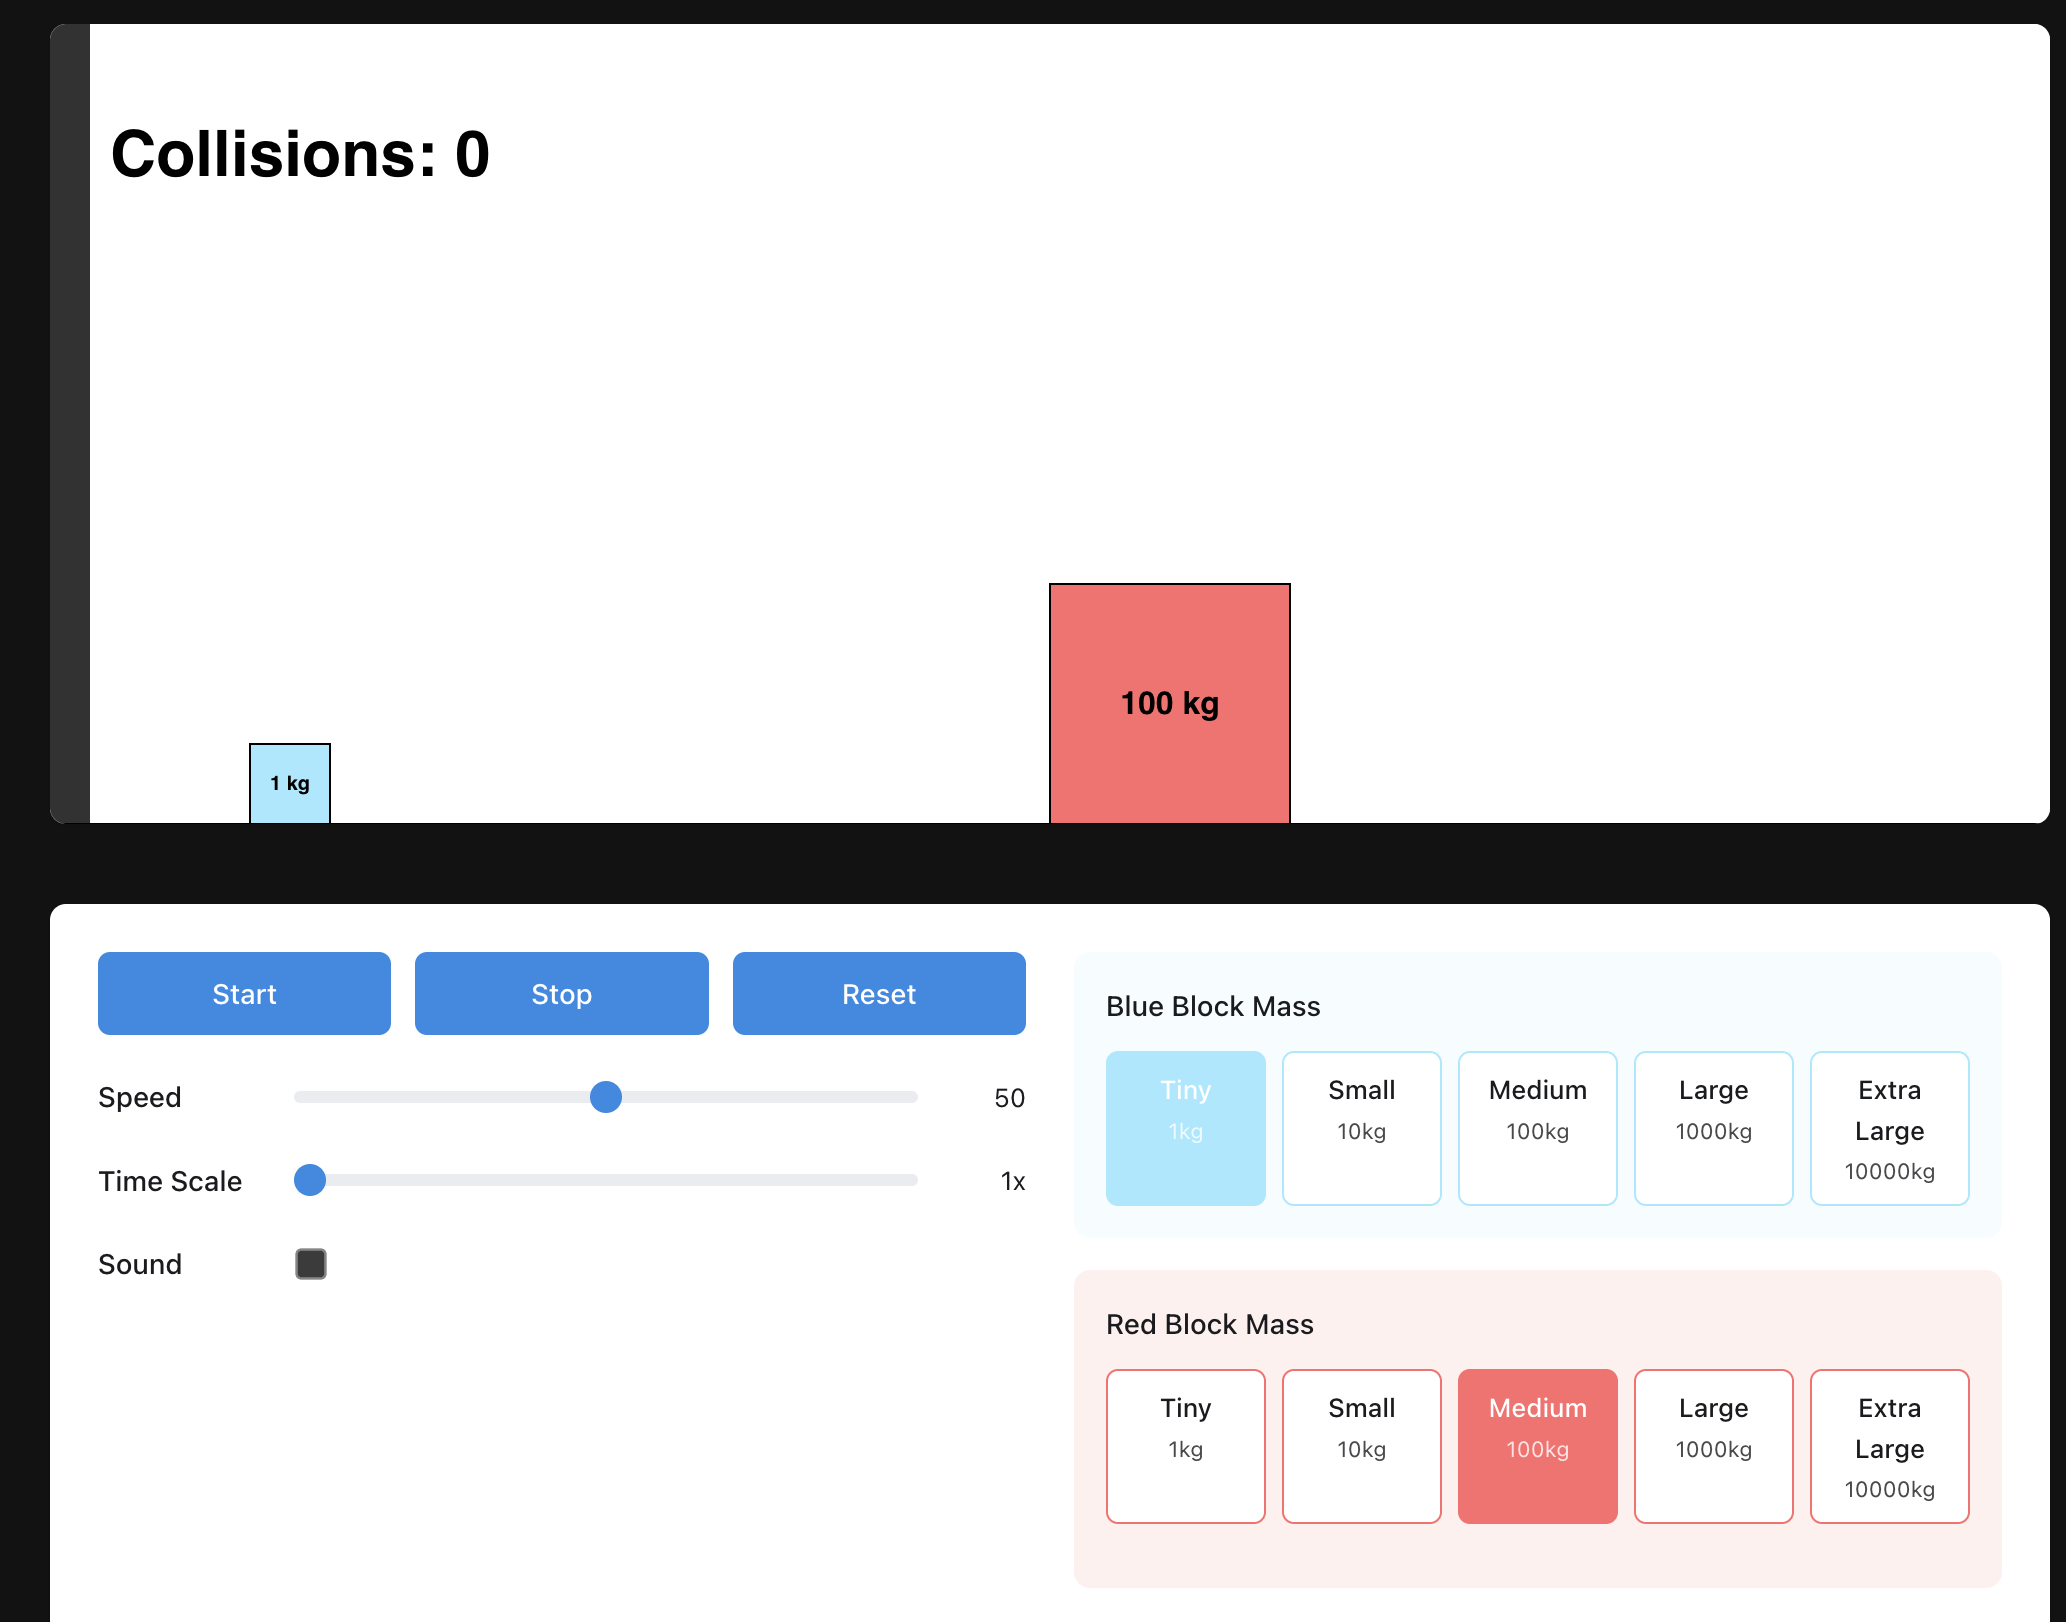 Collisions: 0
100 kg
1 kg
Start
Stop
Reset
Speed
50
Time Scale
1x
Sound
Blue Block Mass
Tiny
1kg
Small
10kg
Medium
100kg
Large
1000kg
Extra
Large
10000kg
Red Block Mass
Tiny
1kg
Small
10kg
Medium
100kg
Large
1000kg
Extra
Large
10000kg